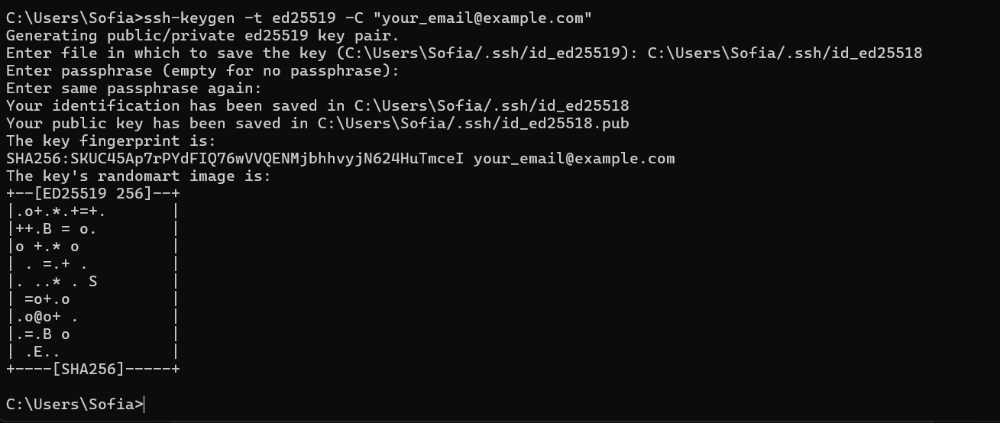 C:\Users\Sofia>ssh-keygen -t ed25519 -C "your_email@example.com"
Generating public/private ed25519 key pair.
Enter file in which to save the key (C:\Users\Sofia/.ssh/id_ed25519): C:\Users\Sofia/.ssh/id_ed25518
Enter passphrase (empty for no passphrase):
Enter same passphrase again:
Your identification has been saved in C:\Users\Sofia/.ssh/id_ed25518
Your public key has been saved in C:\Users\Sofia/.ssh/id_ed25518.pub
The key fingerprint is:
SHA256:SKUC45Ap7rPYdFIQ76wVVQENMjbhhvyjN624HuTmceI your_email@example.com
The key's randomart image is:
+--[ED25519 256]--+
|.o+.*.+=+.       |
|++.B = o.        |
|o +.* o          |
| . =.+ .         |
|. ..* . S        |
| =o+.o           |
|.o@o+ .          |
|.=.B o           |
| .E..            |
+----[SHA256]-----+
C:\Users\Sofia>